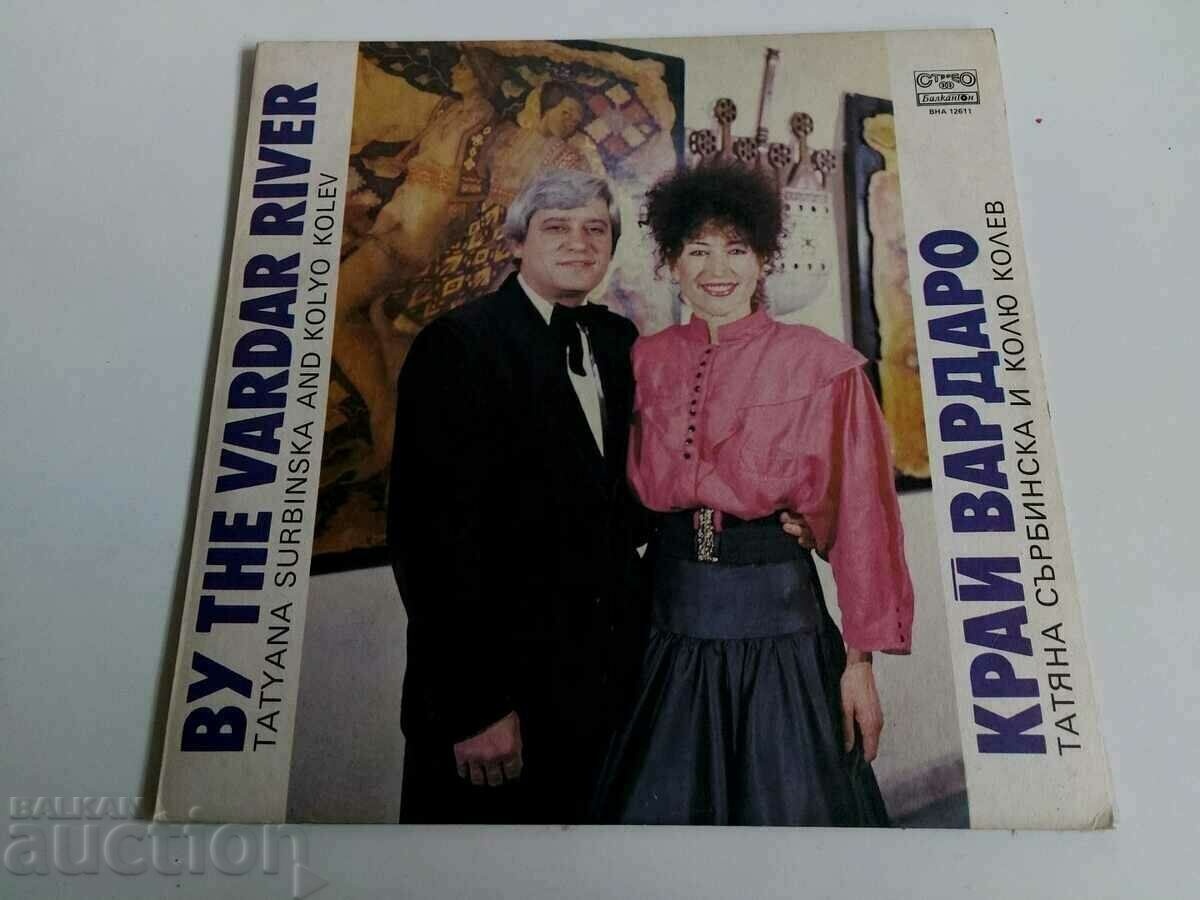 BY THE VARDAR RIVER
TATYANA SURBINSKA AND KOLYO KOLEV
СТЕРЕО
Балкантон
ВНА 12611
КРАЙ ВАРДАРО
ТАТЯНА СЪРБИНСКА И КОЛЮ КОЛЕВ
BALKAN
auction